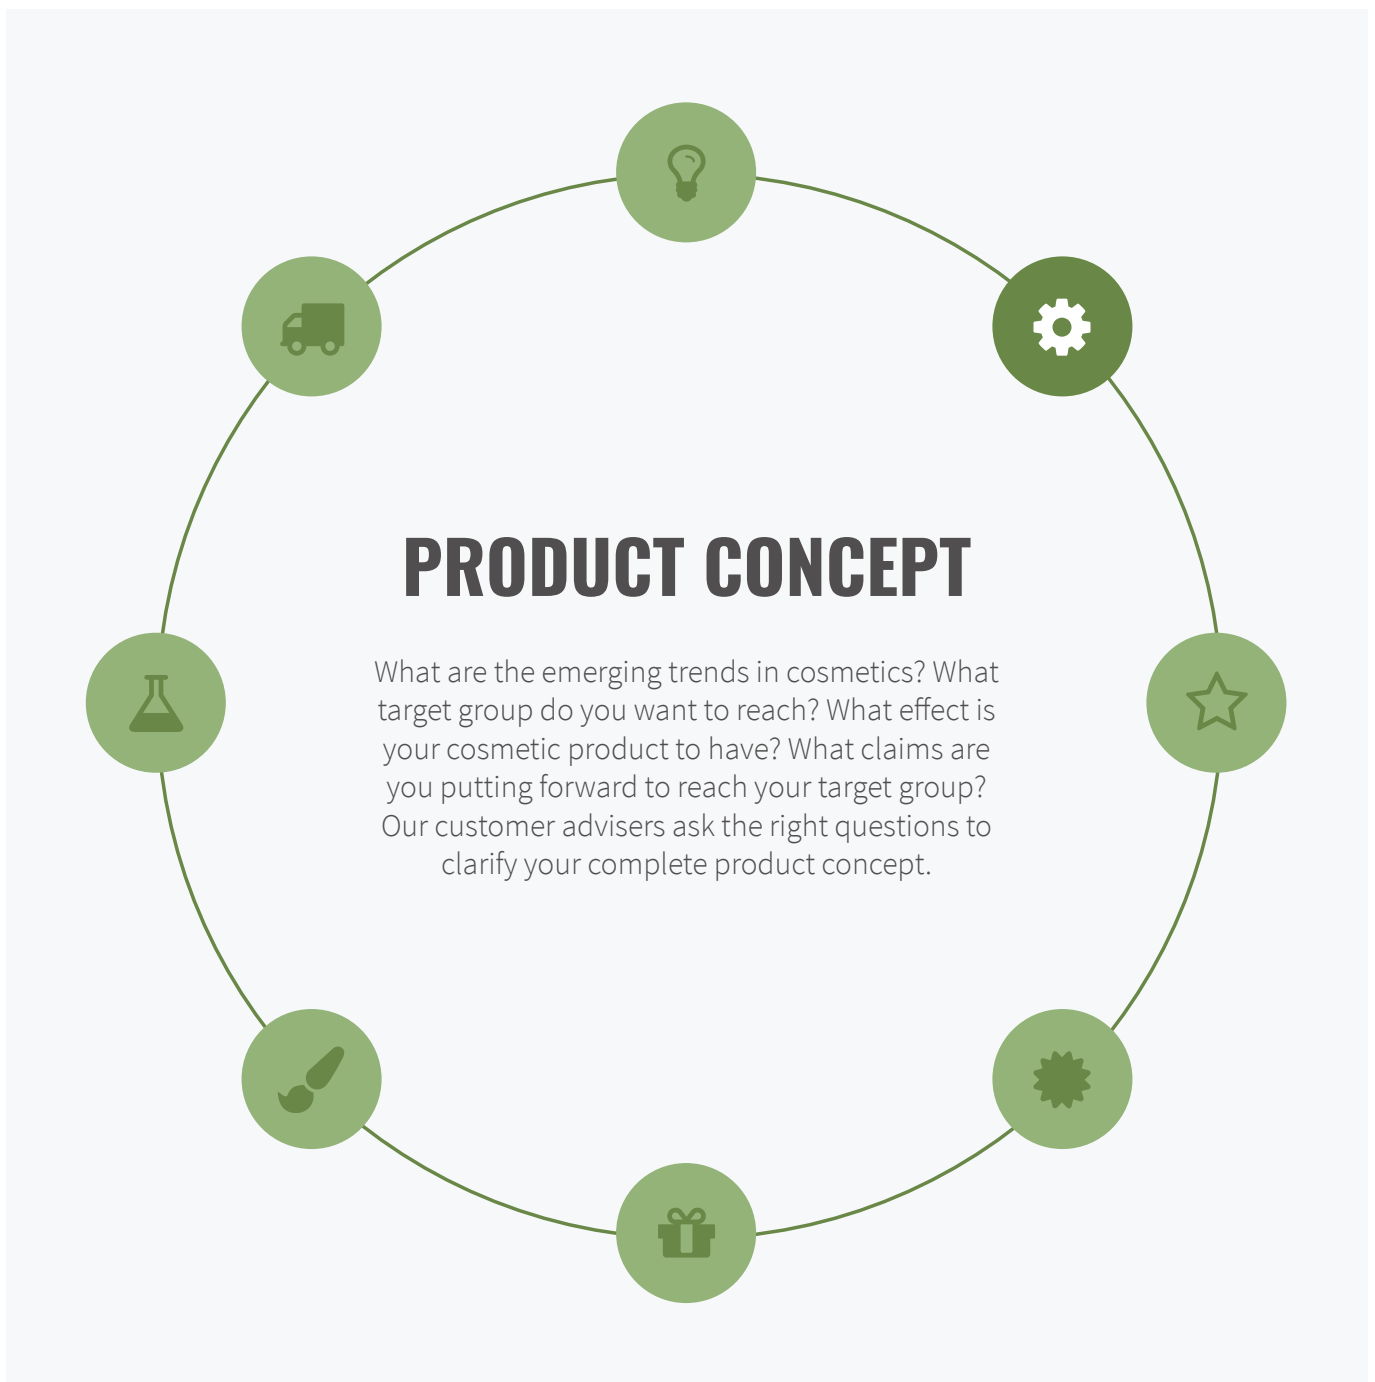 PRODUCT CONCEPT
What are the emerging trends in cosmetics? What
target group do you want to reach? What effect is
your cosmetic product to have? What claims are
you putting forward to reach your target group?
Our customer advisers ask the right questions to
clarify your complete product concept.